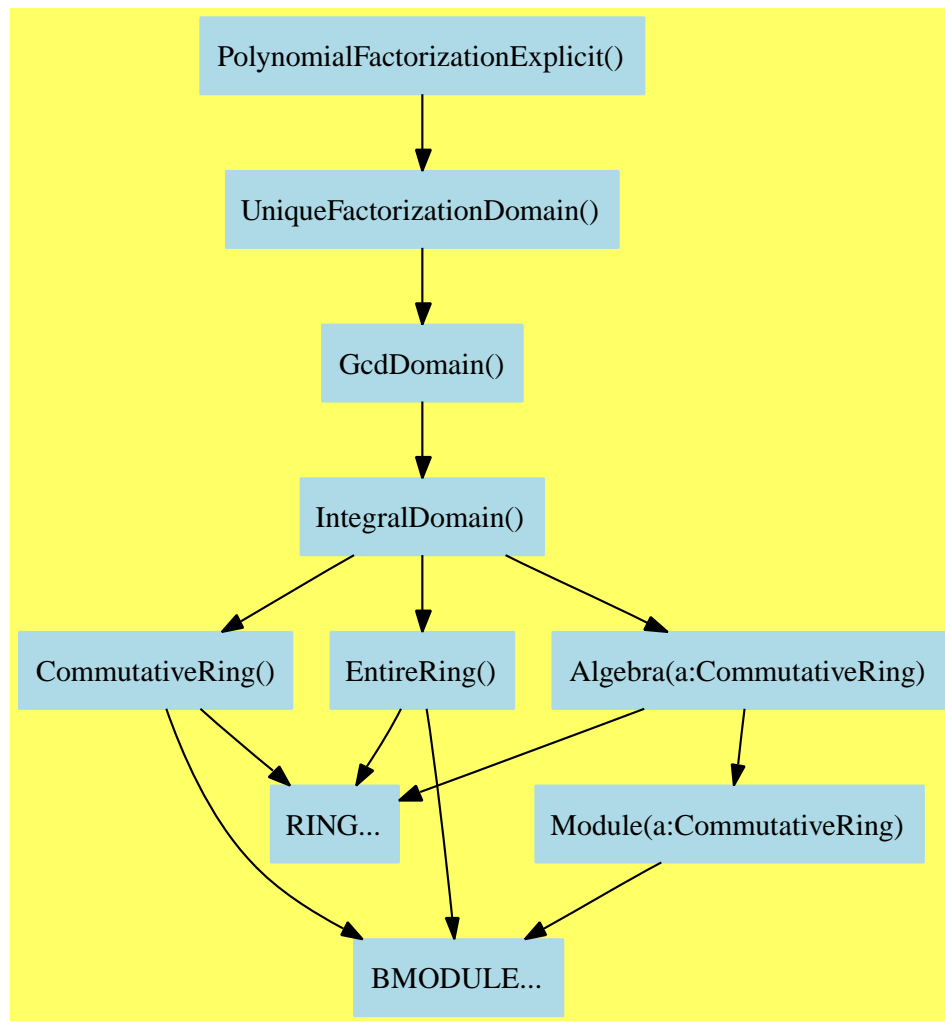 PolynomialFactorizationExplicit()
UniqueFactorizationDomain()
GcdDomain()
IntegralDomain()
CommutativeRing()
EntireRing()
Algebra(a:CommutativeRing)
RING...
Module(a:CommutativeRing)
BMODULE...